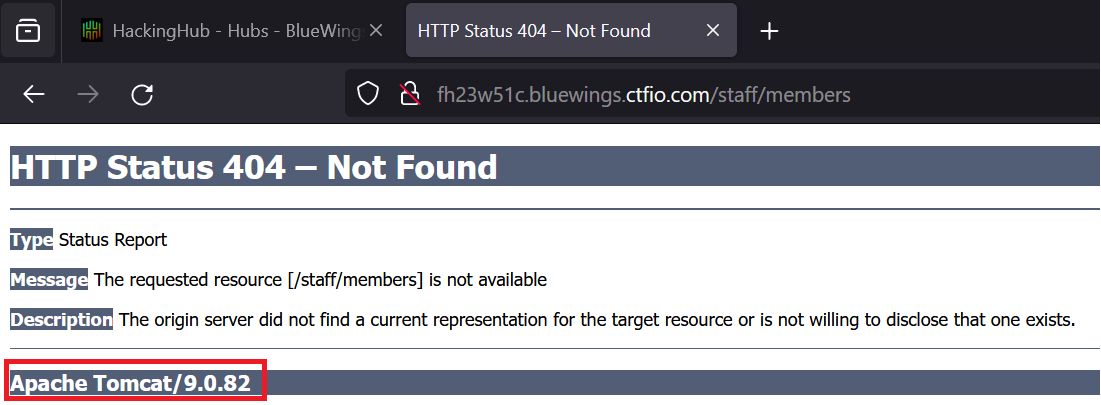 HackingHub - Hubs - BlueWings
HTTP Status 404 – Not Found
fh23w51c.bluewings.ctfio.com/staff/members
HTTP Status 404 – Not Found
Type Status Report
Message The requested resource [/staff/members] is not available
Description The origin server did not find a current representation for the target resource or is not willing to disclose that one exists.
Apache Tomcat/9.0.82